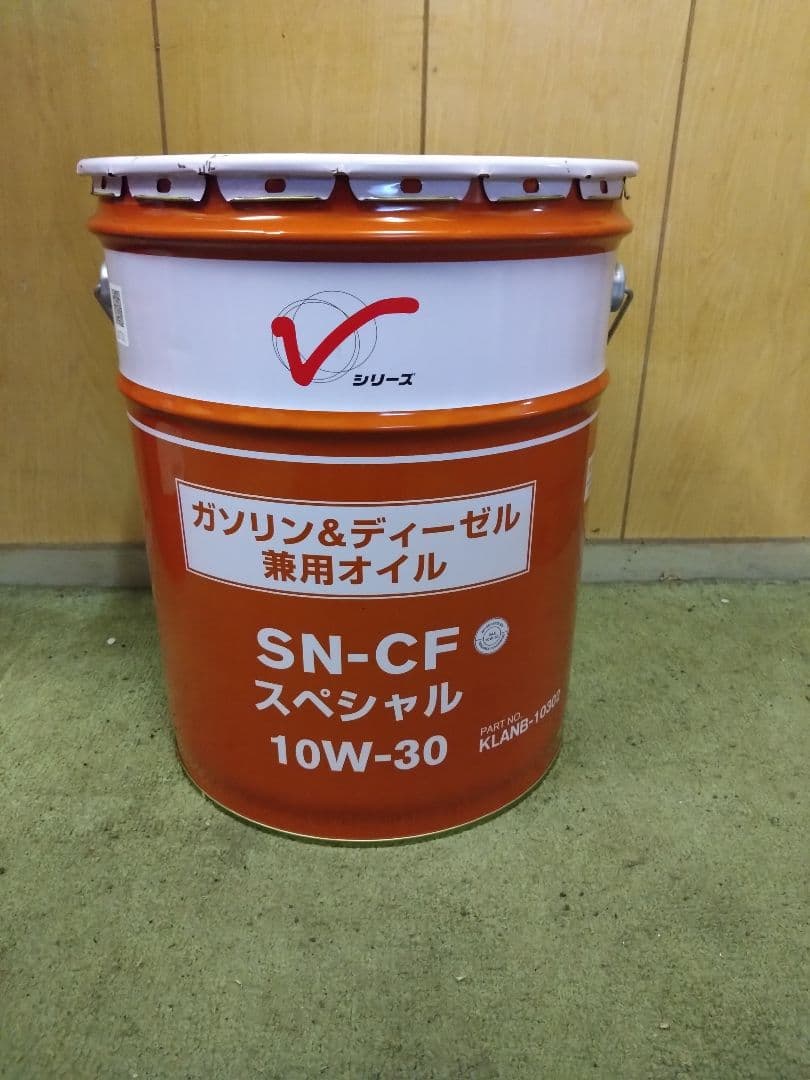 シリーズ
ガソリン&ディーゼル
兼用オイル
SN-CF
スペシャル
10W-30
PART NO.
KLANB-10302